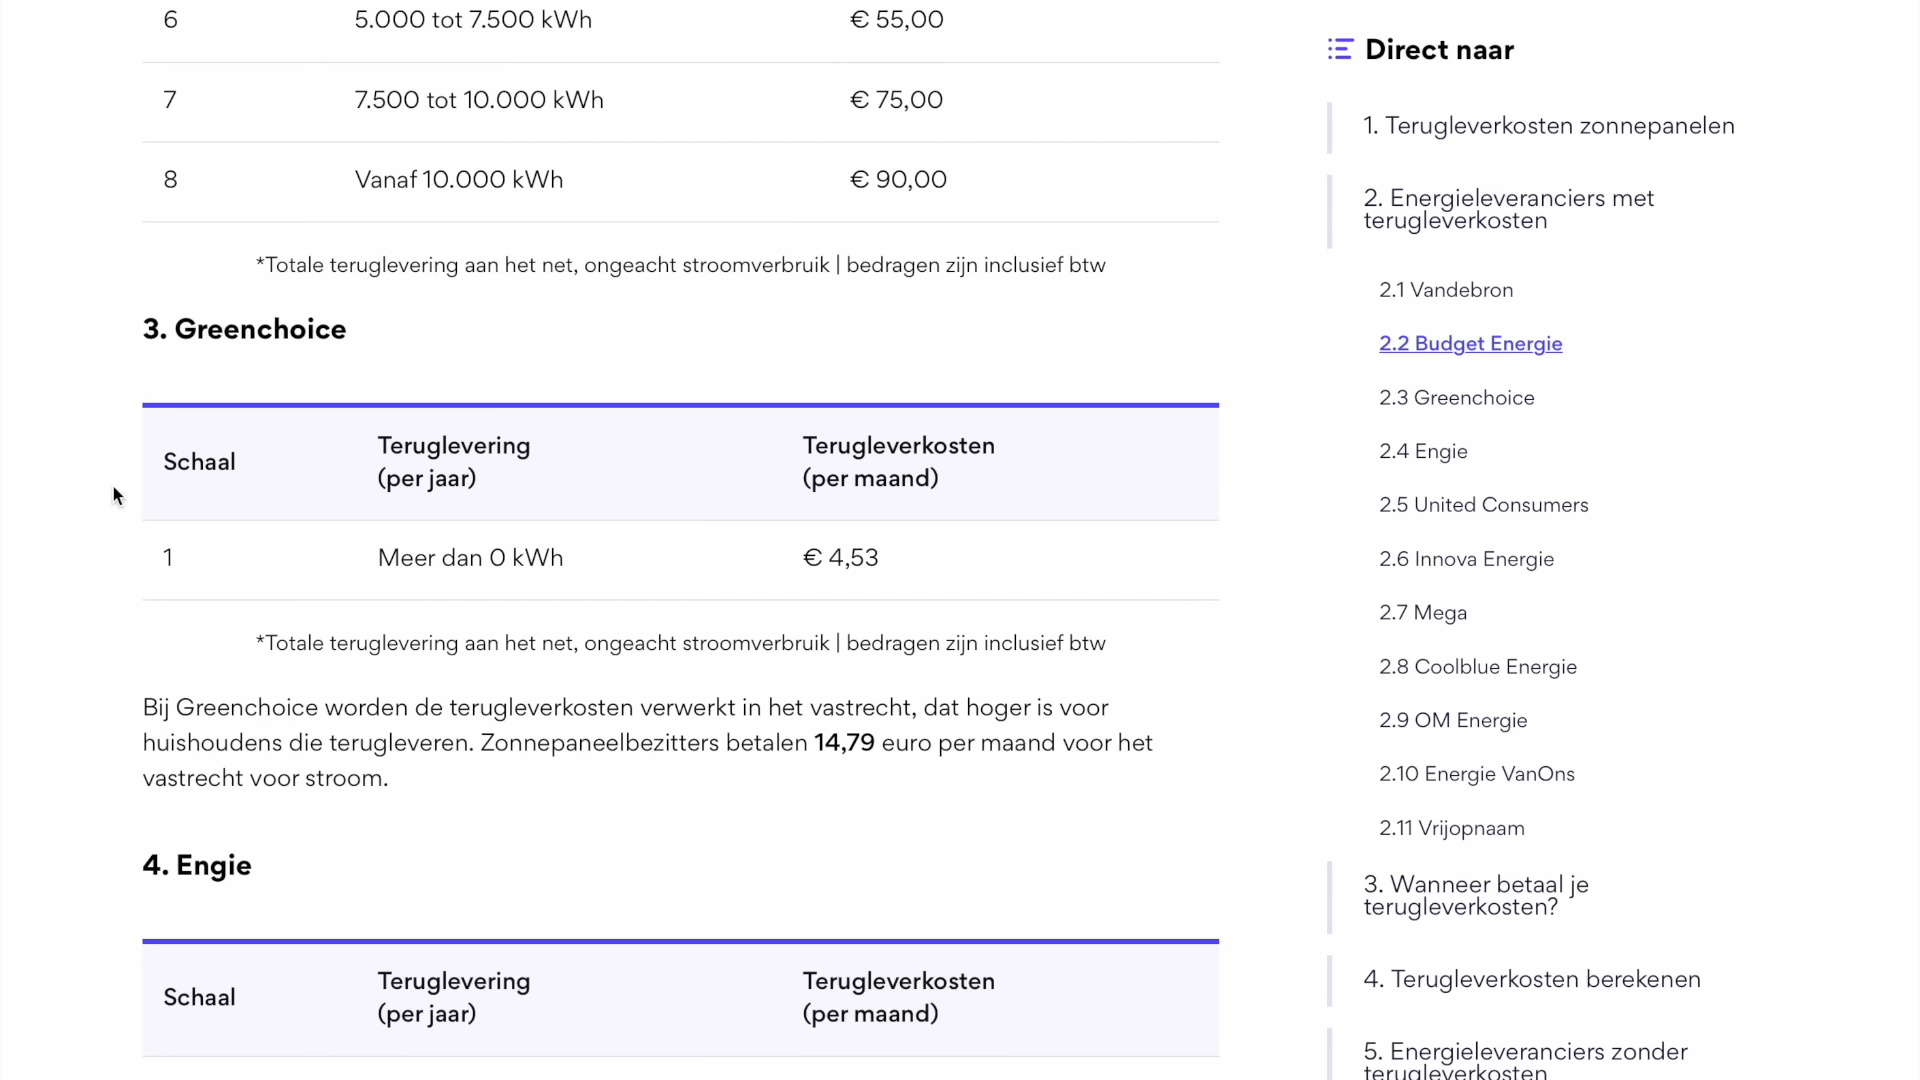 6 5.000 tot 7.500 kWh € 55,00
7 7.500 tot 10.000 kWh € 75,00
8 Vanaf 10.000 kWh € 90,00
*Totale teruglevering aan het net, ongeacht stroomverbruik | bedragen zijn inclusief btw
3. Greenchoice
Schaal Teruglevering (per jaar) Terugleverkosten (per maand)
1 Meer dan 0 kWh € 4,53
*Totale teruglevering aan het net, ongeacht stroomverbruik | bedragen zijn inclusief btw
Bij Greenchoice worden de terugleverkosten verwerkt in het vastrecht, dat hoger is voor
huishoudens die terugleveren. Zonnepaneelbezitters betalen 14,79 euro per maand voor het
vastrecht voor stroom.
4. Engie
Schaal Teruglevering (per jaar) Terugleverkosten (per maand)
Direct naar
1. Terugleverkosten zonnepanelen
2. Energieleveranciers met
terugleverkosten
2.1 Vandebron
2.2 Budget Energie
2.3 Greenchoice
2.4 Engie
2.5 United Consumers
2.6 Innova Energie
2.7 Mega
2.8 Coolblue Energie
2.9 OM Energie
2.10 Energie VanOns
2.11 Vrijopnaam
3. Wanneer betaal je
terugleverkosten?
4. Terugleverkosten berekenen
5. Energieleveranciers zonder
terugleverkosten